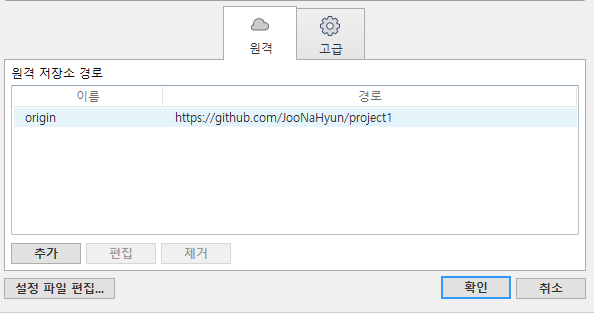 원격
고급
원격 저장소 경로
이름 경로
origin https://github.com/JooNaHyun/project1
추가 편집 제거
설정 파일 편집... 확인 취소